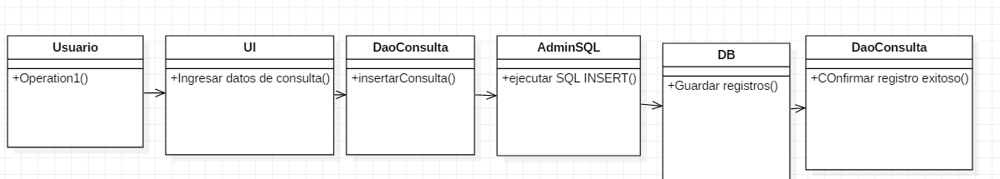 Usuario
+Operation1()
UI
+Ingresar datos de consulta()
DaoConsulta
+insertarConsulta()
AdminSQL
+ejecutar SQL INSERT()
DB
+Guardar registros()
DaoConsulta
+COnfirmar registro exitoso()